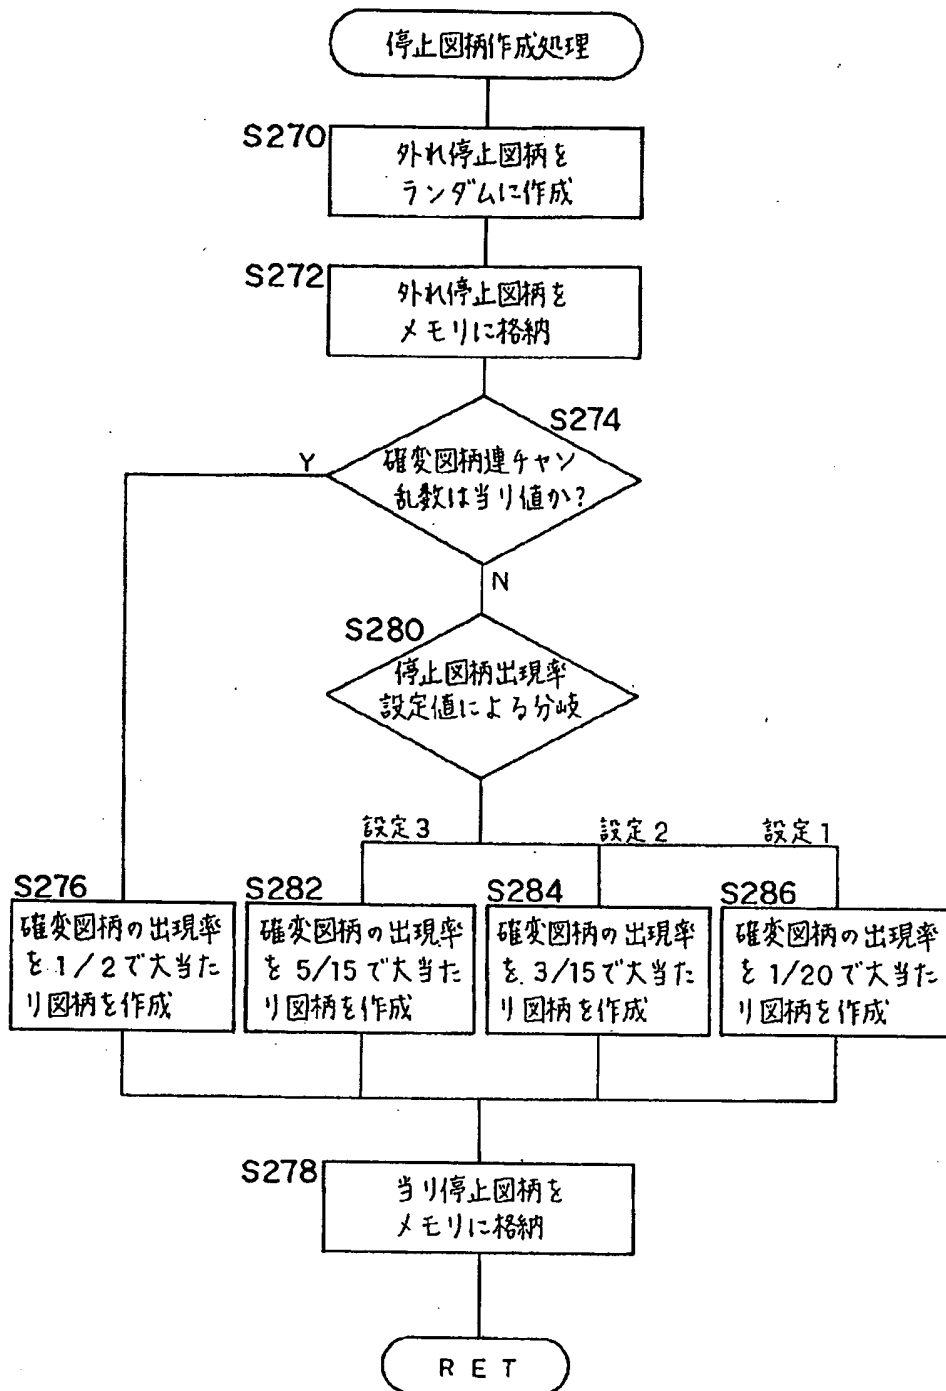 停止図柄作成処理
S270
外れ停止図柄を
ランダムに作成
S272
外れ停止図柄を
メモリに格納
S274
Y
確変図柄連チャン
乱数は当り値か?
N
S280
停止図柄出現率
設定値による分岐
設定3
設定2
設定1
S276
確変図柄の出現率
を1/2で大当た
り図柄を作成
S282
確変図柄の出現率
を5/15で大当た
り図柄を作成
S284
確変図柄の出現率
を3/15で大当た
り図柄を作成
S286
確変図柄の出現率
を1/20で大当た
り図柄を作成
S278
当り停止図柄を
メモリに格納
RET